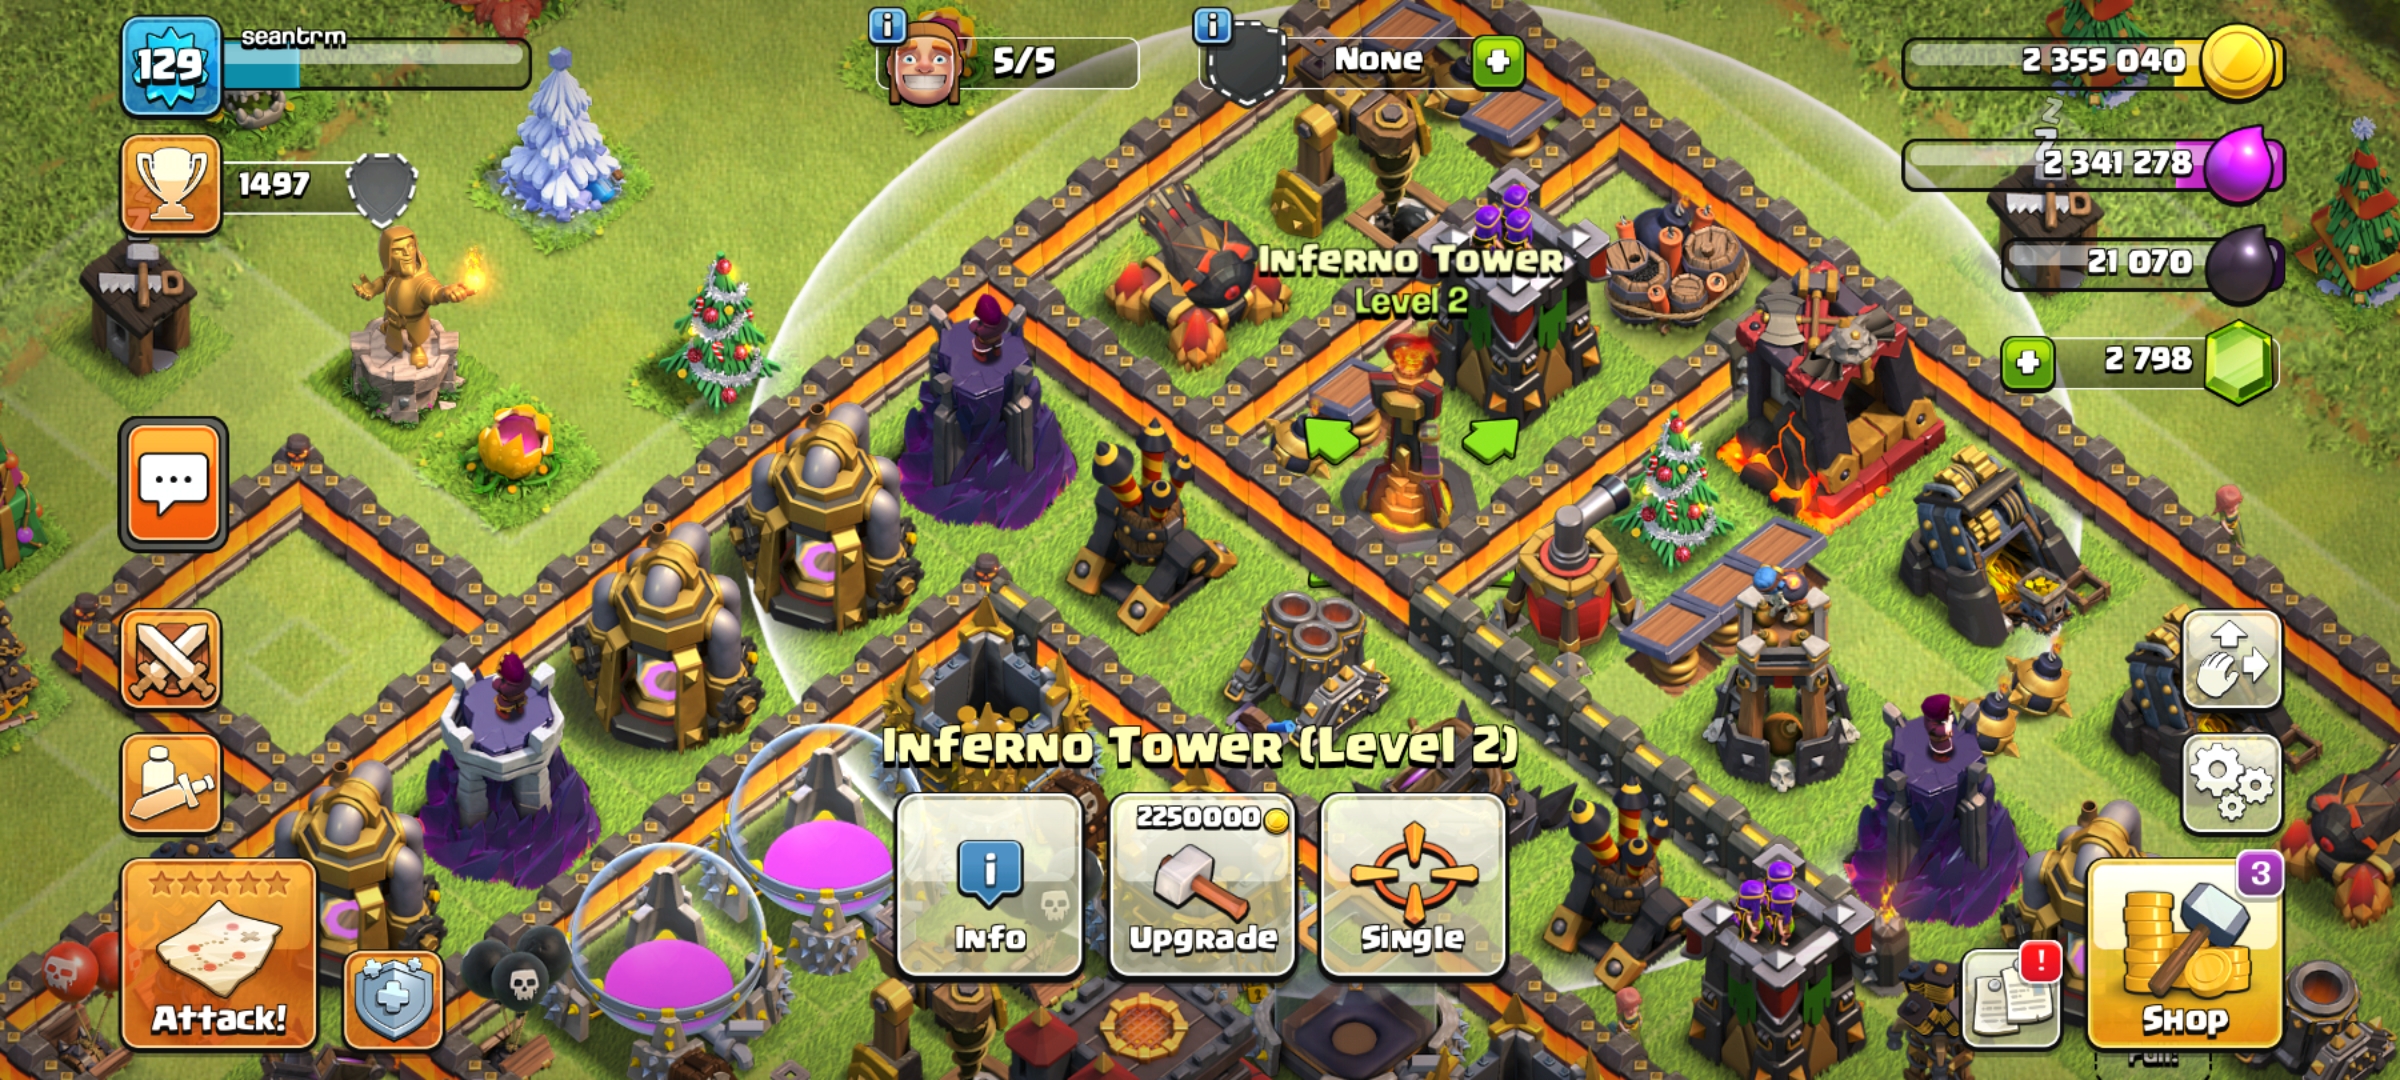 129
seantrm
5/5
None
2 355 040
1497
2 341 278
21 070
2 798
Inferno Tower
Level 2
Inferno Tower (Level 2)
2250000
Info
Upgrade
Single
3
!
Attack!
Shop